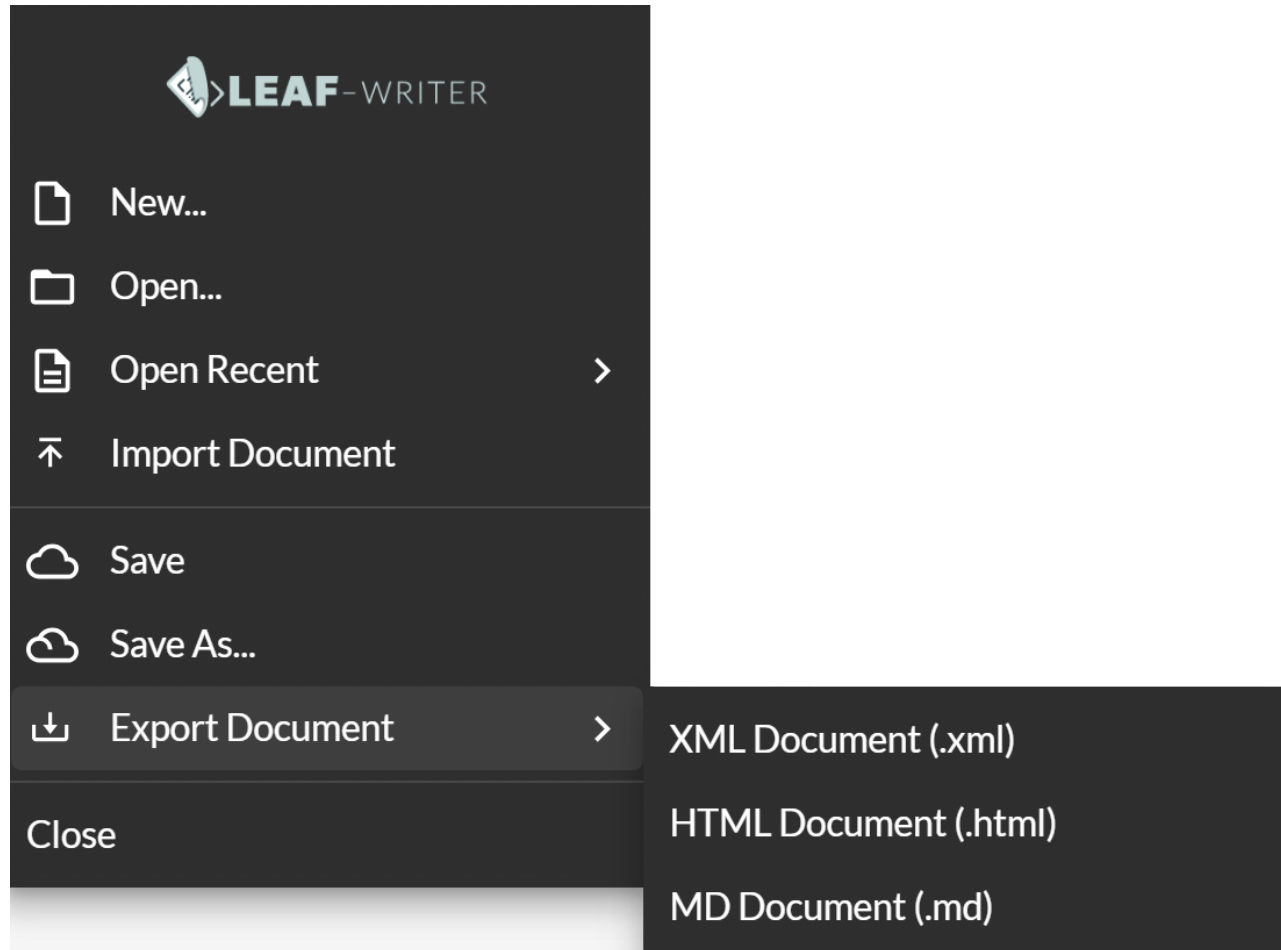 LEAF-WRITER
New...
Open...
Open Recent
Import Document
Save
Save As...
Export Document
XML Document (.xml)
HTML Document (.html)
MD Document (.md)
Close